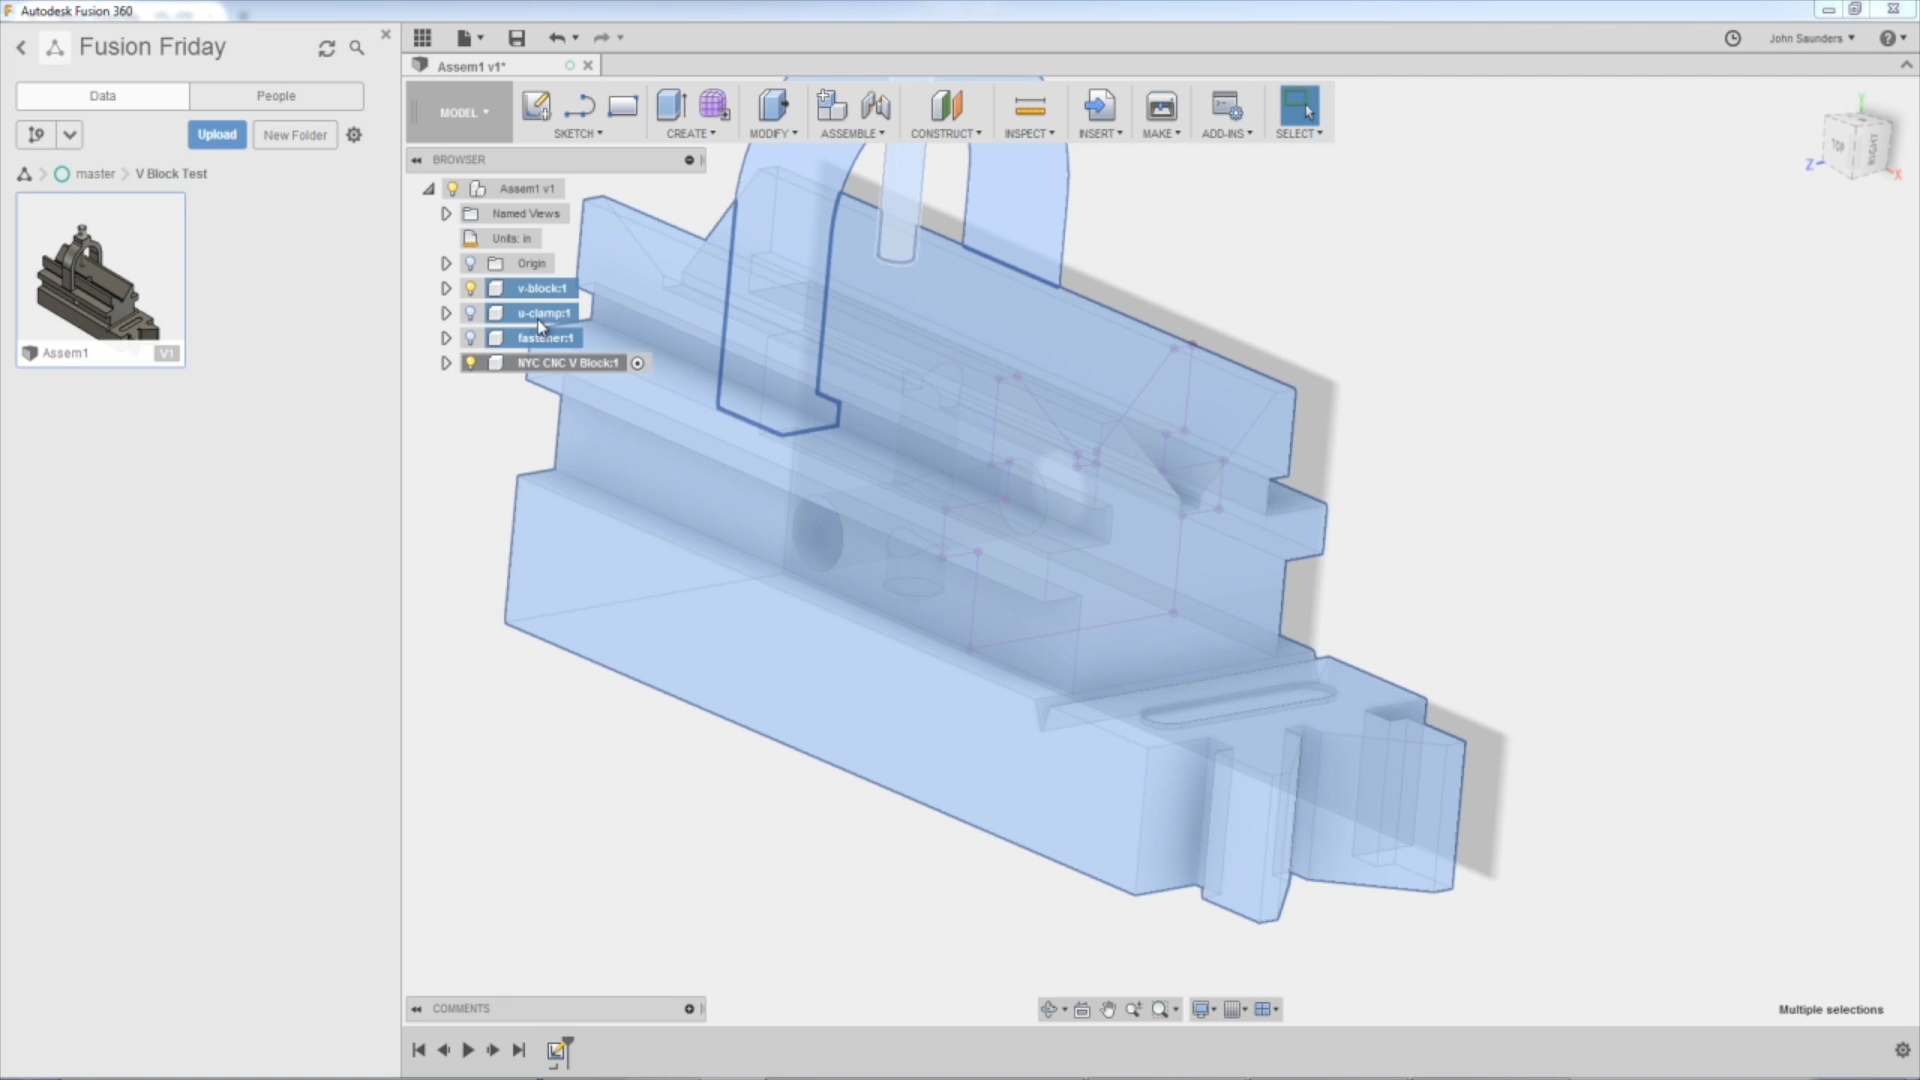 Autodesk Fusion 360
Fusion Friday
Data
People
Upload
New Folder
master
V Block Test
Assem1
V1
John Saunders
Assem1 v1*
MODEL
SKETCH
CREATE
MODIFY
ASSEMBLE
CONSTRUCT
INSPECT
INSERT
MAKE
ADD-INS
SELECT
BROWSER
Assem1 v1
Named Views
Units: in
Origin
v-block:1
u-clamp:1
fastener:1
NYC CNC V Block:1
TOP
RIGHT
Y
Z
X
COMMENTS
Multiple selections